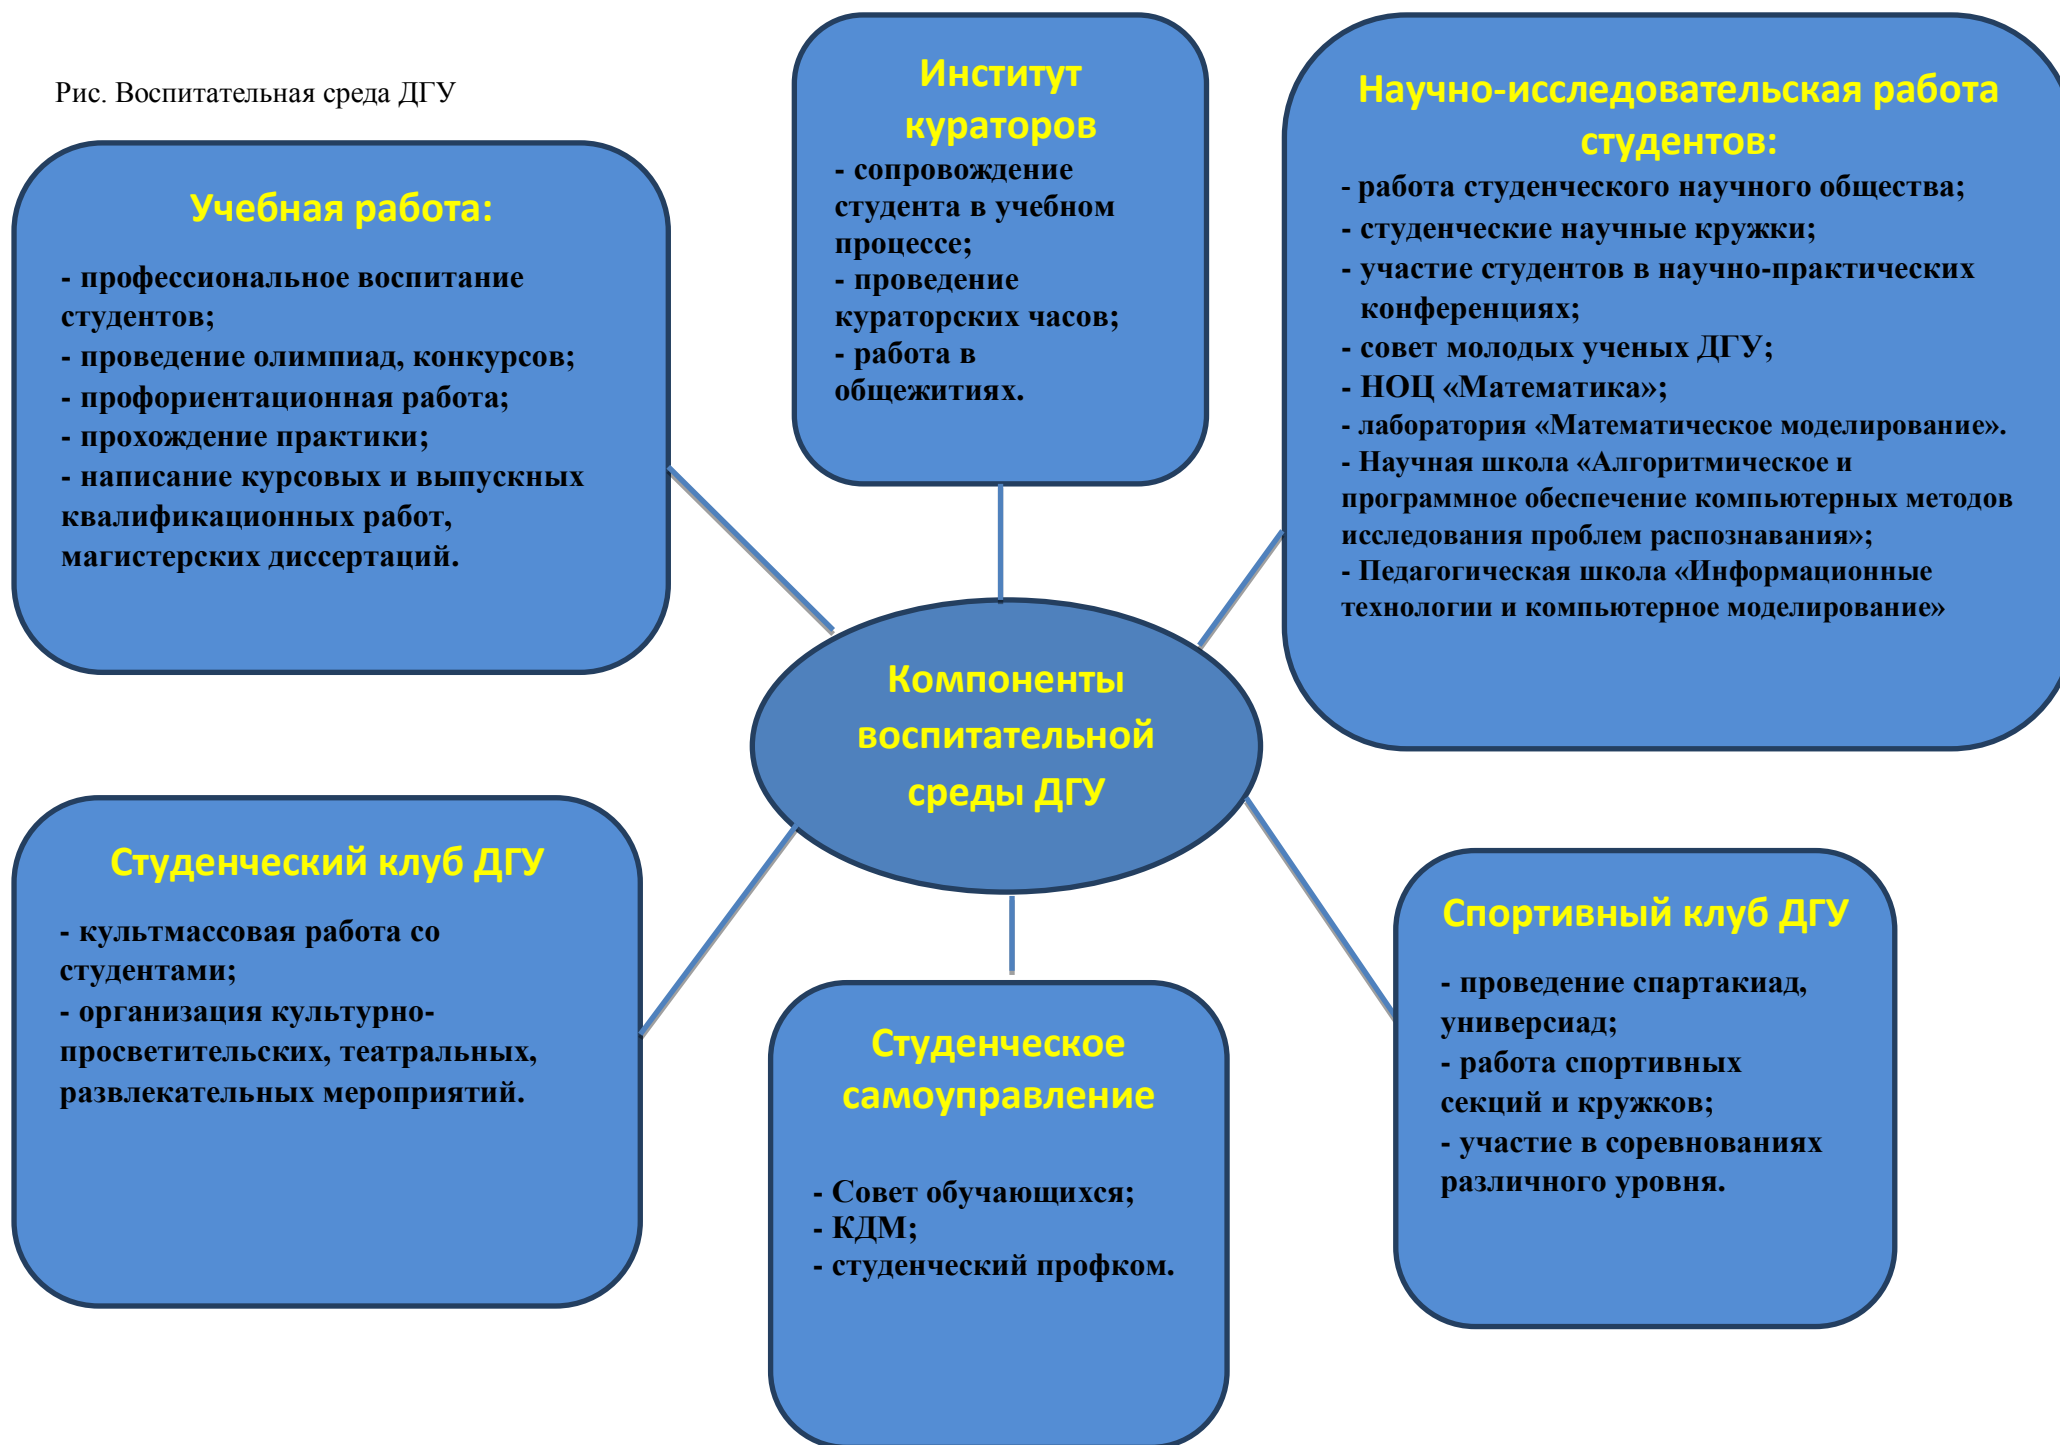 Рис. Воспитательная среда ДГУ
Учебная работа:
- профессиональное воспитание
студентов;
- проведение олимпиад, конкурсов;
- профориентационная работа;
- прохождение практики;
- написание курсовых и выпускных
квалификационных работ,
магистерских диссертаций.
Институт
кураторов
- сопровождение
студента в учебном
процессе;
- проведение
кураторских часов;
- работа в
общежитиях.
Научно-исследовательская работа
студентов:
- работа студенческого научного общества;
- студенческие научные кружки;
- участие студентов в научно-практических
конференциях;
- совет молодых ученых ДГУ;
- НОЦ «Математика»;
- лаборатория «Математическое моделирование».
- Научная школа «Алгоритмическое и
программное обеспечение компьютерных методов
исследования проблем распознавания»;
- Педагогическая школа «Информационные
технологии и компьютерное моделирование»
Компоненты
воспитательной
среды ДГУ
Студенческий клуб ДГУ
- культмассовая работа со
студентами;
- организация культурно-
просветительских, театральных,
развлекательных мероприятий.
Студенческое
самоуправление
- Совет обучающихся;
- КДМ;
- студенческий профком.
Спортивный клуб ДГУ
- проведение спартакиад,
универсиад;
- работа спортивных
секций и кружков;
- участие в соревнованиях
различного уровня.